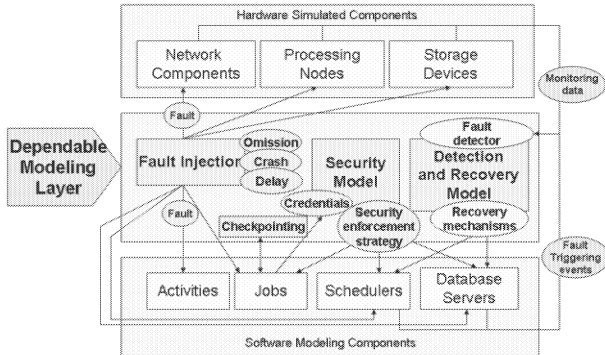 Hardware Simulated Components
Network
Components
Processing
Nodes
Storage
Devices
Monitoring
data
Fault
Dependable
Modeling
Layer
Fault Injection
Omission
Crash
Delay
Security
Model
Fault
detector
Detection
and Recovery
Model
Credentials
Fault
Checkpointing
Security
enforcement
strategy
Recovery
mechanisms
Fault
Triggering
events
Activities
Jobs
Schedulers
Database
Servers
Software Modeling Components